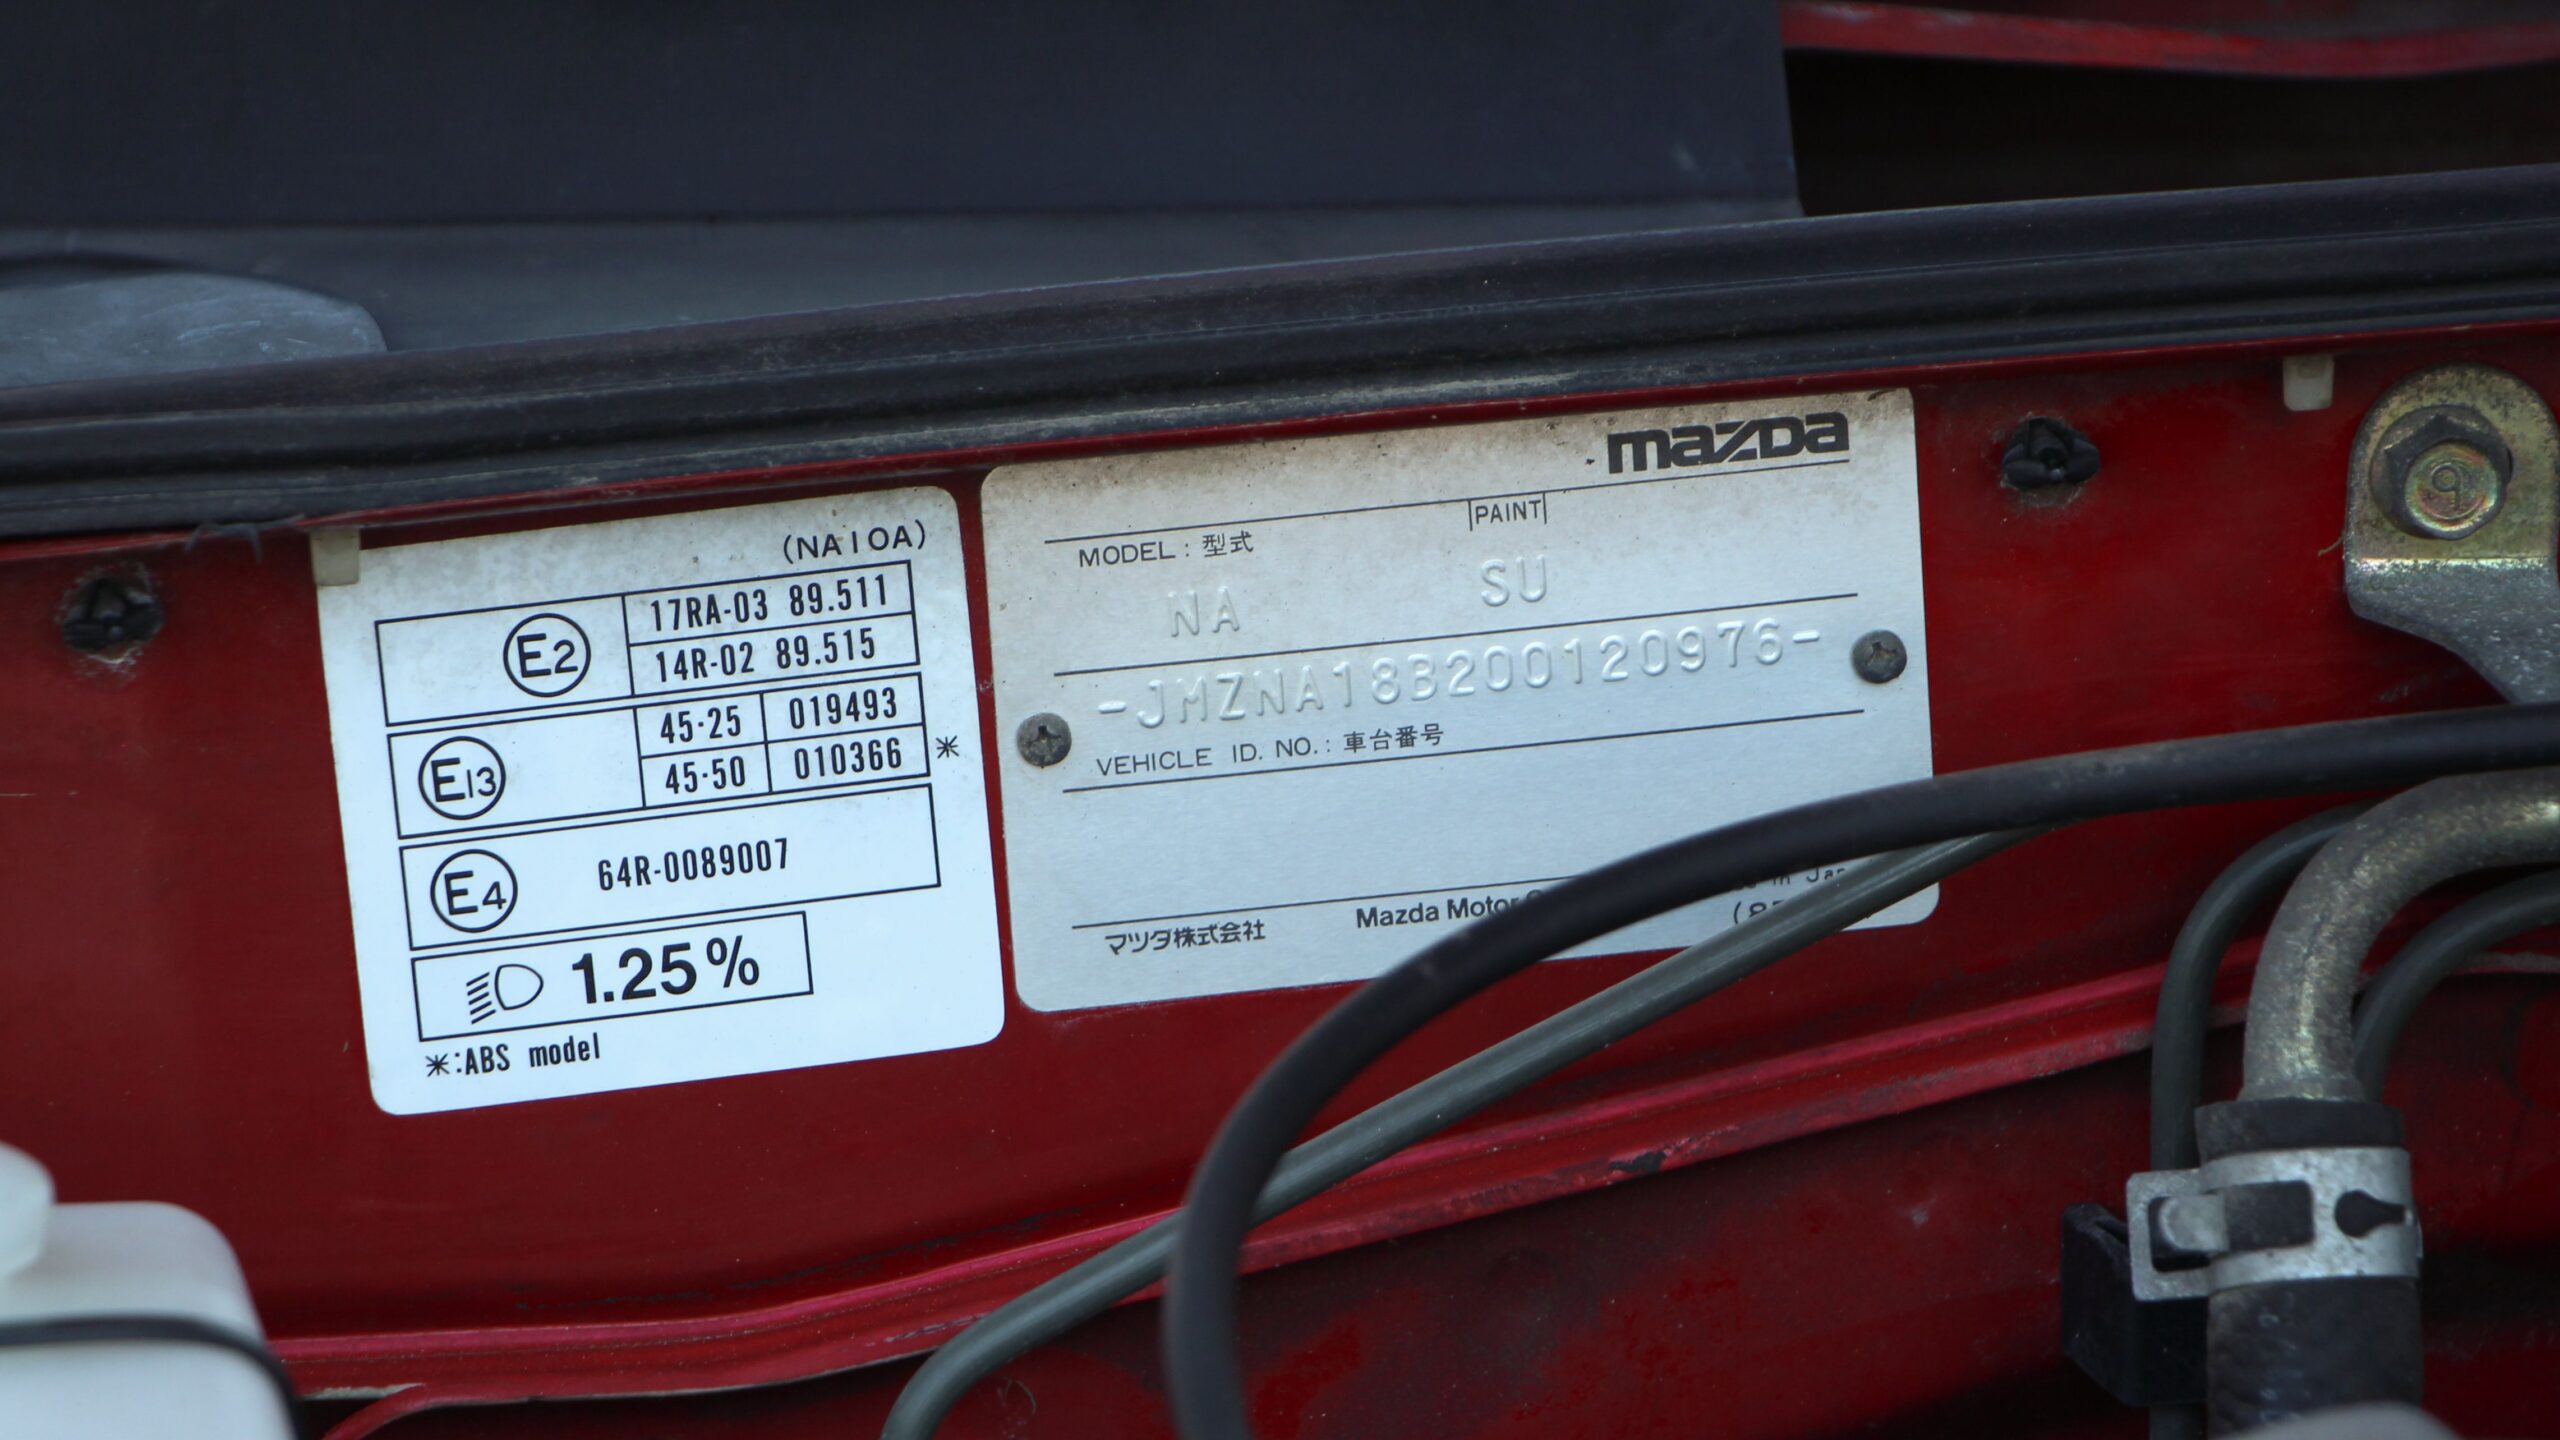 (NA10A)
E2 17RA-03 89.511
14R-02 89.515
E13 45·25 019493
45·50 010366 *
E4 64R-0089007
1.25%
*:ABS model
mazda
MODEL : 型式 PAINT
NA SU
-JMZNA18B200120976-
VEHICLE ID. NO. : 車台番号
マツダ株式会社 Mazda Motor
in
9